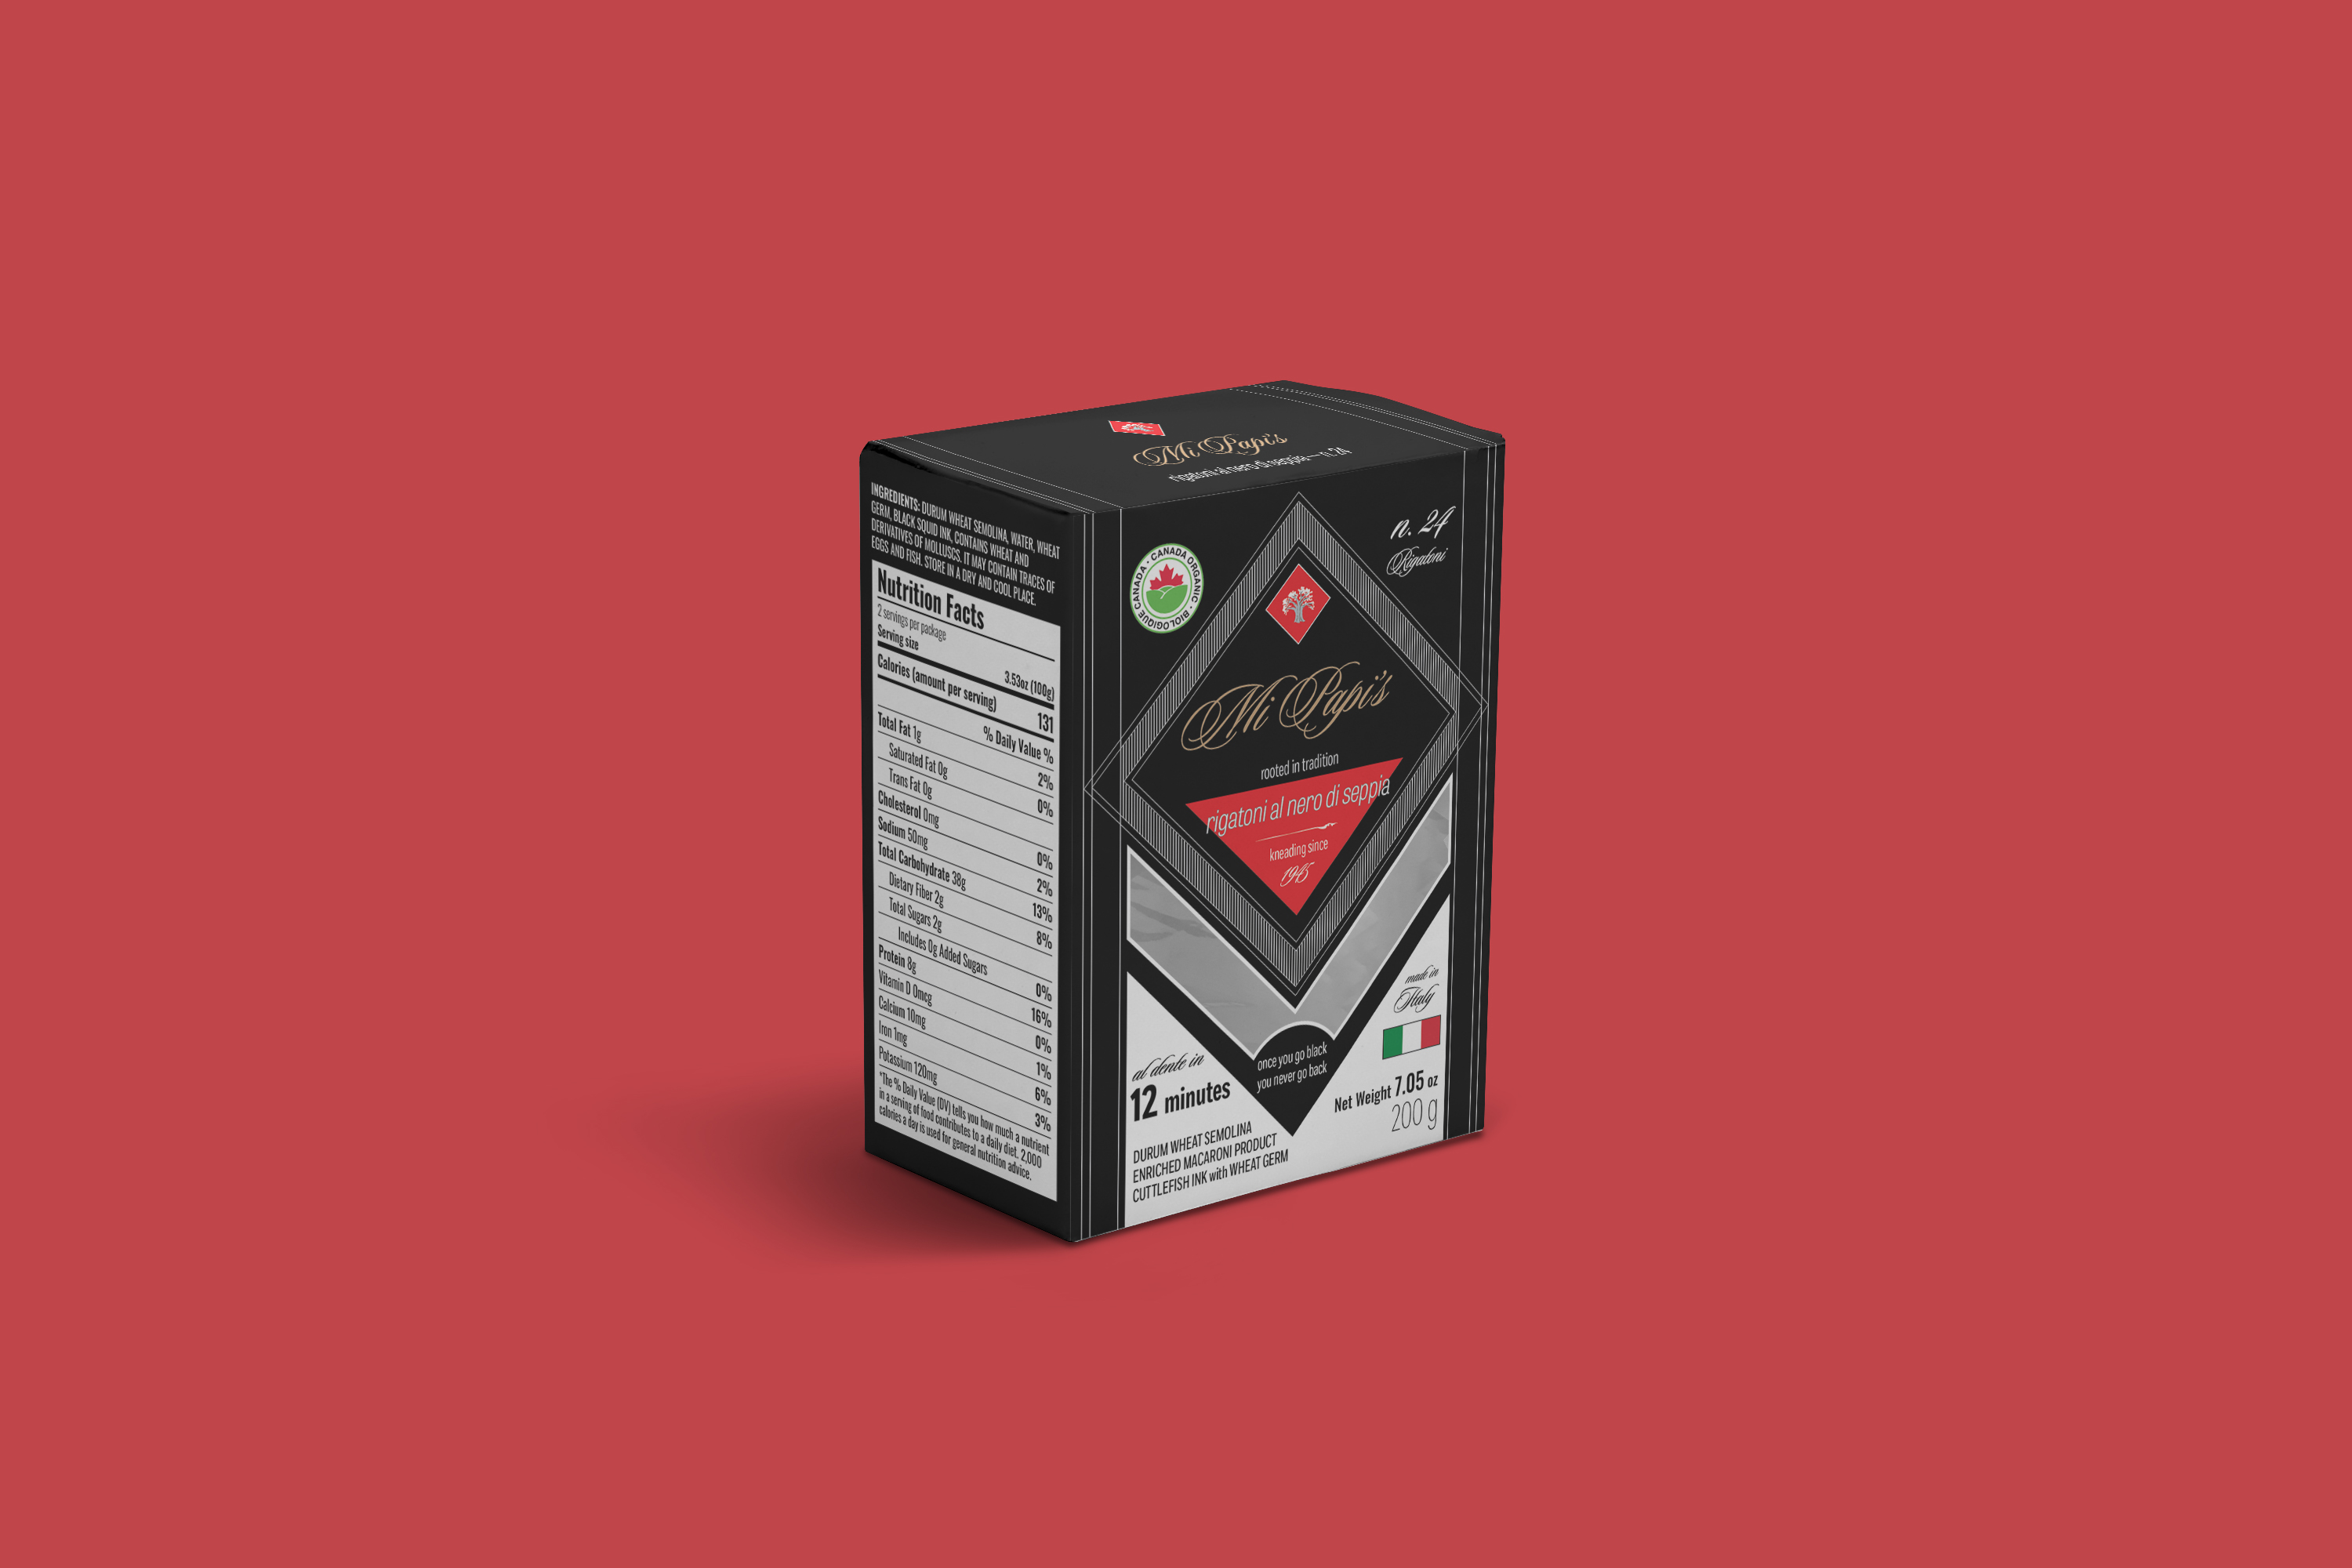 Mi Papi's
rigatoni al nero di seppia — n. 24
INGREDIENTS: DURUM WHEAT SEMOLINA, WATER, WHEAT
GERM, BLACK SQUID INK, CONTAINS WHEAT AND
DERIVATIVES OF MOLLUSCS. IT MAY CONTAIN TRACES OF
EGGS AND FISH. STORE IN A DRY AND COOL PLACE.
Nutrition Facts
2 servings per package
Serving size 3.53oz (100g)
Calories (amount per serving) 131
% Daily Value %
Total Fat 1g 2%
Saturated Fat 0g 0%
Trans Fat 0g
Cholesterol 0mg 0%
Sodium 50mg 2%
Total Carbohydrate 38g 13%
Dietary Fiber 2g 8%
Total Sugars 2g
Includes 0g Added Sugars 0%
Protein 8g 16%
Vitamin D 0mcg 0%
Calcium 10mg 1%
Iron 1mg 6%
Potassium 120mg 3%
*The % Daily Value (DV) tells you how much a nutrient
in a serving of food contributes to a daily diet. 2,000
calories a day is used for general nutrition advice.
CANADA ORGANIC · BIOLOGIQUE CANADA ·
n. 24
Rigatoni
Mi Papi's
rooted in tradition
rigatoni al nero di seppia
kneading since
1945
made in
Italy
once you go black
you never go back
al dente in
12 minutes
Net Weight 7.05 oz
200 g
DURUM WHEAT SEMOLINA
ENRICHED MACARONI PRODUCT
CUTTLEFISH INK with WHEAT GERM